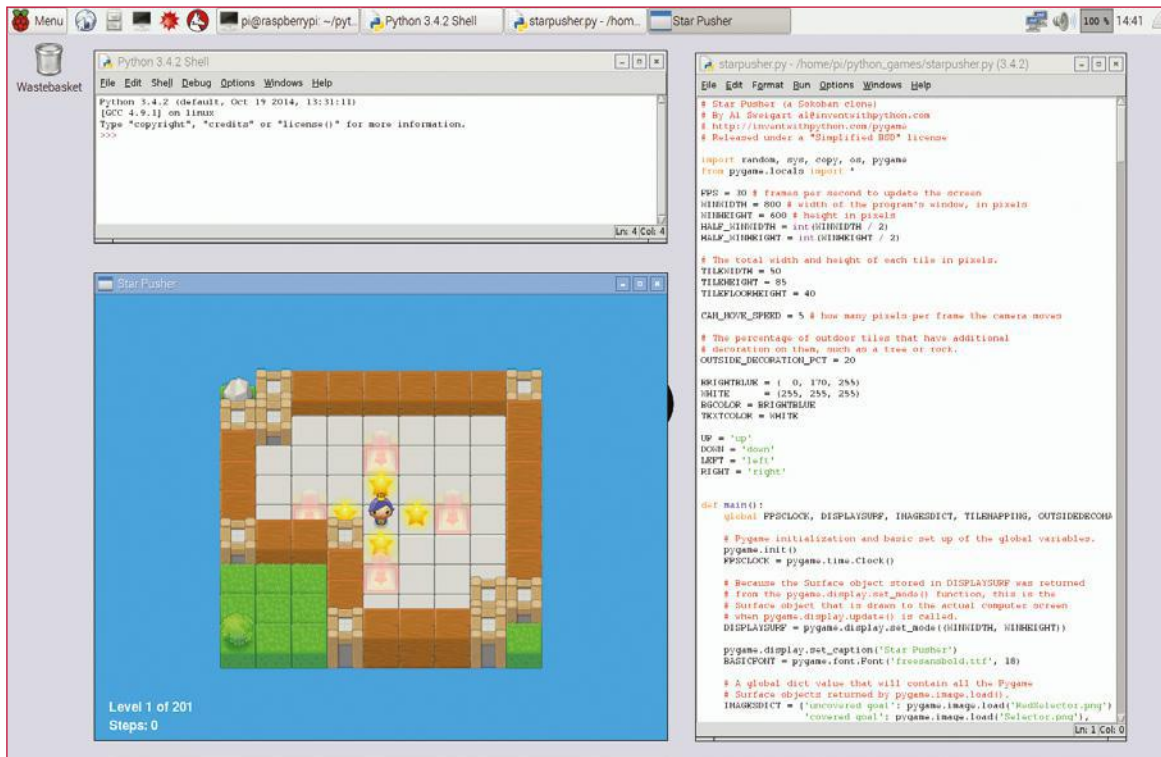 Menu
pi@raspberrypi: ~/pyt...
Python 3.4.2 Shell
starpusher.py - /hom...
Star Pusher
100 %
14:41
Wastebasket
Python 3.4.2 Shell
File Edit Shell Debug Options Windows Help
Python 3.4.2 (default, Oct 19 2014, 13:31:11)
[GCC 4.9.1] on linux
Type "copyright", "credits" or "license()" for more information.
>>>
Ln: 4 Col: 4
Star Pusher
Level 1 of 201
Steps: 0
starpusher.py - /home/pi/python_games/starpusher.py (3.4.2)
File Edit Format Run Options Windows Help
# Star Pusher (a Sokoban clone)
# By Al Sweigart al@inventwithpython.com
# http://inventwithpython.com/pygame
# Released under a "Simplified BSD" license
import random, sys, copy, os, pygame
from pygame.locals import *
FPS = 30 # frames per second to update the screen
WINWIDTH = 800 # width of the program's window, in pixels
WINHEIGHT = 600 # height in pixels
HALF_WINWIDTH = int(WINWIDTH / 2)
HALF_WINHEIGHT = int(WINHEIGHT / 2)
# The total width and height of each tile in pixels.
TILEWIDTH = 50
TILEHEIGHT = 85
TILEFLOORHEIGHT = 40
CAM_MOVE_SPEED = 5 # how many pixels per frame the camera moves
# The percentage of outdoor tiles that have additional
# decoration on them, such as a tree or rock.
OUTSIDE_DECORATION_PCT = 20
BRIGHTBLUE = ( 0, 170, 255)
WHITE = (255, 255, 255)
BGCOLOR = BRIGHTBLUE
TEXTCOLOR = WHITE
UP = 'up'
DOWN = 'down'
LEFT = 'left'
RIGHT = 'right'
def main():
global FPSCLOCK, DISPLAYSURF, IMAGESDICT, TILEMAPPING, OUTSIDEDECOMA
# Pygame initialization and basic set up of the global variables.
pygame.init()
FPSCLOCK = pygame.time.Clock()
# Because the Surface object stored in DISPLAYSURF was returned
# from the pygame.display.set_mode() function, this is the
# Surface object that is drawn to the actual computer screen
# when pygame.display.update() is called.
DISPLAYSURF = pygame.display.set_mode((WINWIDTH, WINHEIGHT))
pygame.display.set_caption('Star Pusher')
BASICFONT = pygame.font.Font('freesansbold.ttf', 18)
# A global dict value that will contain all the Pygame
# Surface objects returned by pygame.image.load().
IMAGESDICT = {'uncovered goal': pygame.image.load('RedSelector.png')
'covered goal': pygame.image.load('Selector.png'),
Ln: 1 Col: 0